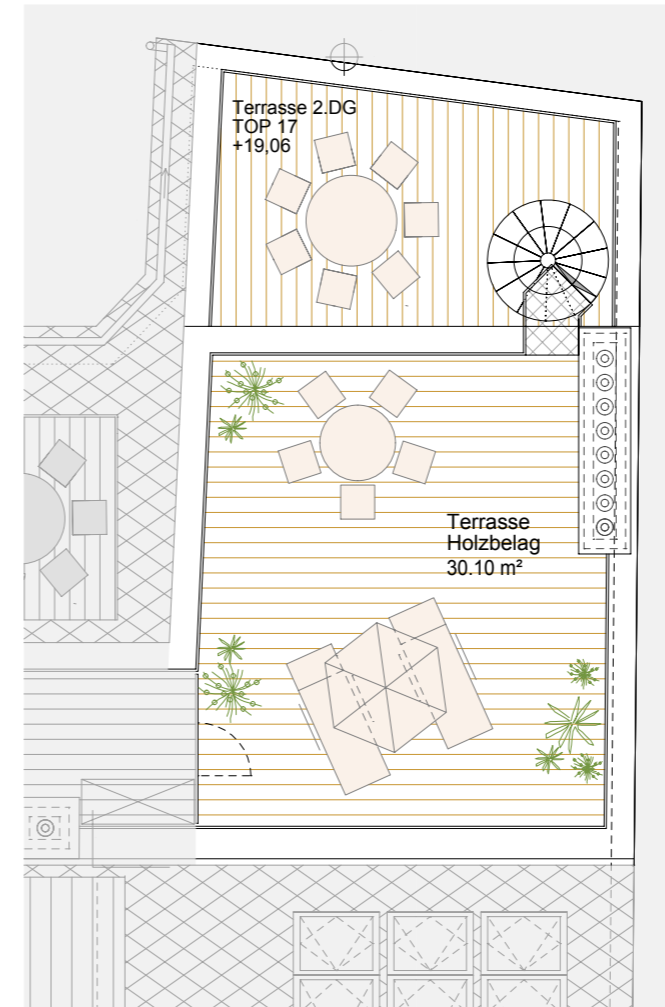 Terrasse 2.DG
TOP 17
+19,06
Terrasse
Holzbelag
30.10 m²